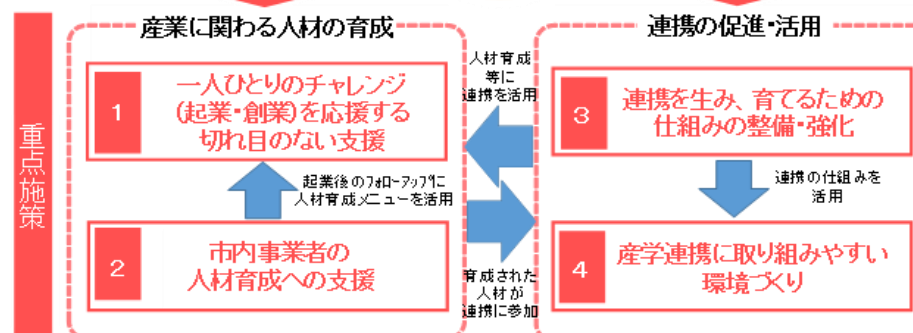 重点施策
産業に関わる人材の育成
1
一人ひとりのチャレンジ
(起業・創業)を応援する
切れ目のない支援
起業後のフォローアップに
人材育成メニューを活用
2
市内事業者の
人材育成への支援
人材育成
等に
連携を活用
育成された
人材が
連携に参加
連携の促進・活用
3
連携を生み、育てるための
仕組みの整備・強化
連携の仕組みを
活用
4
産学連携に取り組みやすい
環境づくり